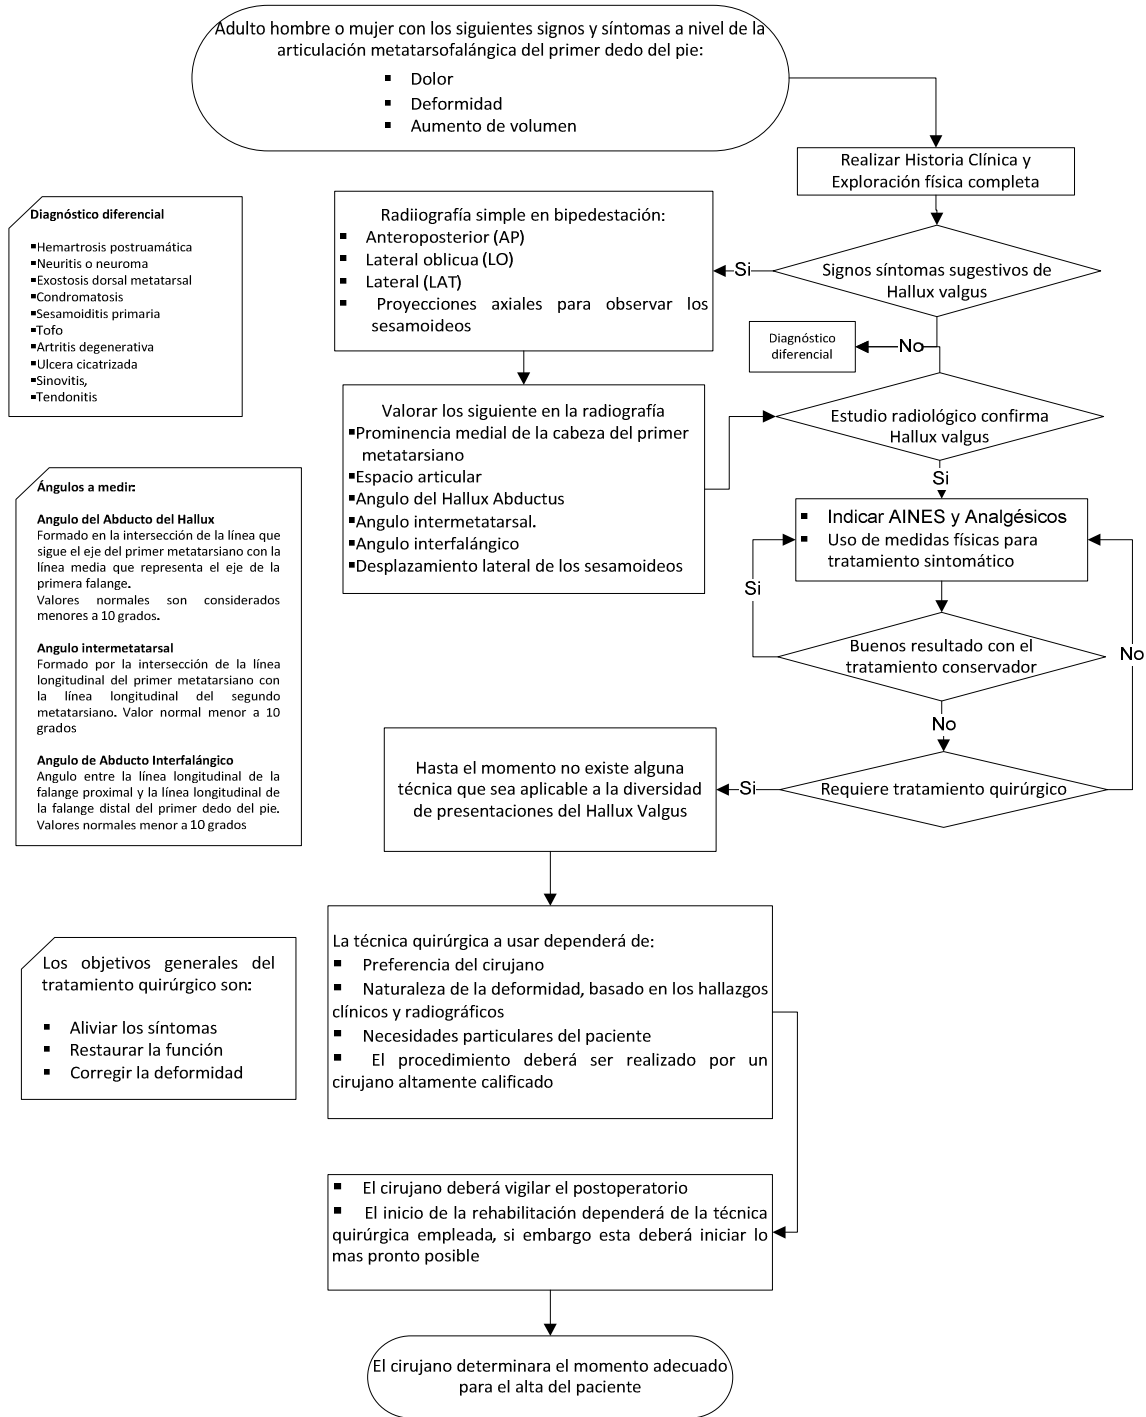 Adulto hombre o mujer con los siguientes signos y síntomas a nivel de la
articulación metatarsofalángica del primer dedo del pie:
▪ Dolor
▪ Deformidad
▪ Aumento de volumen
Realizar Historia Clínica y
Exploración física completa
Signos síntomas sugestivos de
Hallux valgus
Si
No
Diagnóstico
diferencial
Radiiografía simple en bipedestación:
▪ Anteroposterior (AP)
▪ Lateral oblicua (LO)
▪ Lateral (LAT)
▪ Proyecciones axiales para observar los
sesamoideos
Diagnóstico diferencial
▪Hemartrosis postruamática
▪Neuritis o neuroma
▪Exostosis dorsal metatarsal
▪Condromatosis
▪Sesamoiditis primaria
▪Tofo
▪Artritis degenerativa
▪Ulcera cicatrizada
▪Sinovitis,
▪Tendonitis
Valorar los siguiente en la radiografía
▪Prominencia medial de la cabeza del primer
metatarsiano
▪Espacio articular
▪Angulo del Hallux Abductus
▪Angulo intermetatarsal.
▪Angulo interfalángico
▪Desplazamiento lateral de los sesamoideos
Estudio radiológico confirma
Hallux valgus
Si
▪ Indicar AINES y Analgésicos
▪ Uso de medidas físicas para
tratamiento sintomático
Si
Buenos resultado con el
tratamiento conservador
No
No
Requiere tratamiento quirúrgico
Si
Ángulos a medir:
Angulo del Abducto del Hallux
Formado en la intersección de la línea que
sigue el eje del primer metatarsiano con la
línea media que representa el eje de la
primera falange.
Valores normales son considerados
menores a 10 grados.
Angulo intermetatarsal
Formado por la intersección de la línea
longitudinal del primer metatarsiano con
la línea longitudinal del segundo
metatarsiano. Valor normal menor a 10
grados
Angulo de Abducto Interfalángico
Angulo entre la línea longitudinal de la
falange proximal y la línea longitudinal de
la falange distal del primer dedo del pie.
Valores normales menor a 10 grados
Hasta el momento no existe alguna
técnica que sea aplicable a la diversidad
de presentaciones del Hallux Valgus
La técnica quirúrgica a usar dependerá de:
▪ Preferencia del cirujano
▪ Naturaleza de la deformidad, basado en los hallazgos
clínicos y radiográficos
▪ Necesidades particulares del paciente
▪ El procedimiento deberá ser realizado por un
cirujano altamente calificado
Los objetivos generales del
tratamiento quirúrgico son:
▪ Aliviar los síntomas
▪ Restaurar la función
▪ Corregir la deformidad
▪ El cirujano deberá vigilar el postoperatorio
▪ El inicio de la rehabilitación dependerá de la técnica
quirúrgica empleada, si embargo esta deberá iniciar lo
mas pronto posible
El cirujano determinara el momento adecuado
para el alta del paciente